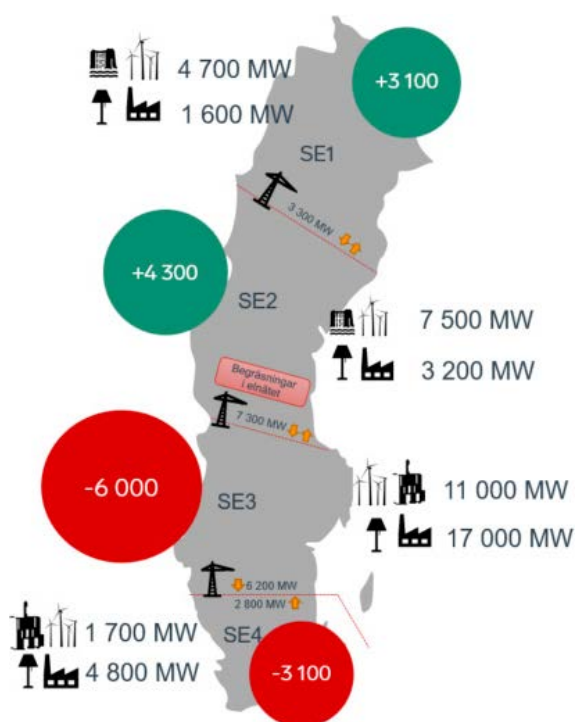 4 700 MW
1 600 MW
+3 100
SE1
3 300 MW
+4 300
SE2
7 500 MW
3 200 MW
Begräsningar
i elnätet
7 300 MW
-6 000
SE3
11 000 MW
17 000 MW
6 200 MW
2 800 MW
SE4
1 700 MW
4 800 MW
-3 100